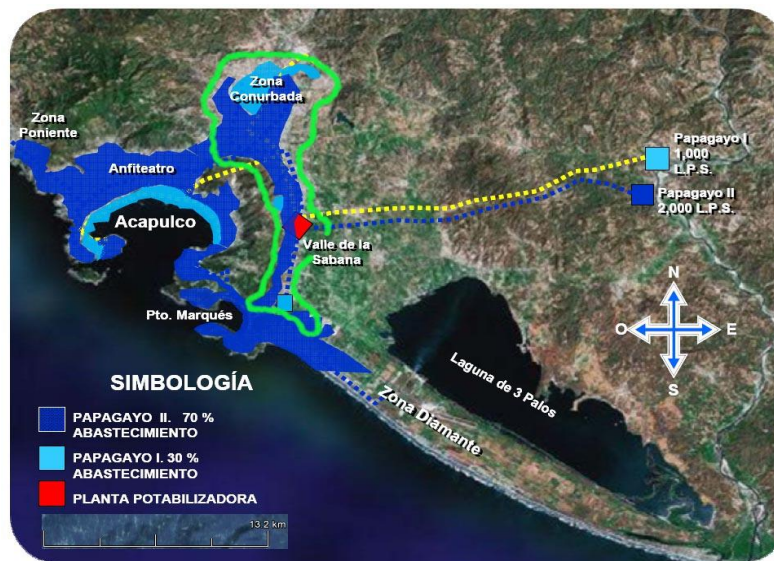 Zona
Conurbada
Zona
Poniente
Anfiteatro
Acapulco
Papagayo I
1,000
L.P.S.
Papagayo II
2,000 L.P.S.
Valle de la
Sabana
Pto. Marqués
Laguna de 3 Palos
Zona Diamante
N
O
E
S
SIMBOLOGÍA
PAPAGAYO II. 70 %
ABASTECIMIENTO
PAPAGAYO I. 30 %
ABASTECIMIENTO
PLANTA POTABILIZADORA
13.2 km